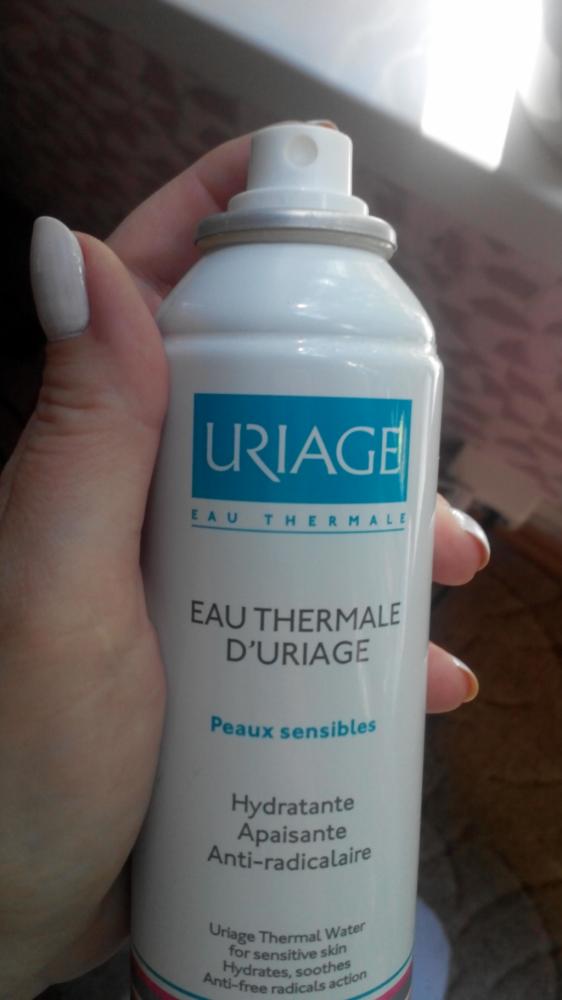 URIAGE
EAU THERMALE
EAU THERMALE
D'URIAGE
Peaux sensibles
Hydratante
Apaisante
Anti-radicalaire
Uriage Thermal Water
for sensitive skin
Hydrates, soothes
Anti-free radicals action